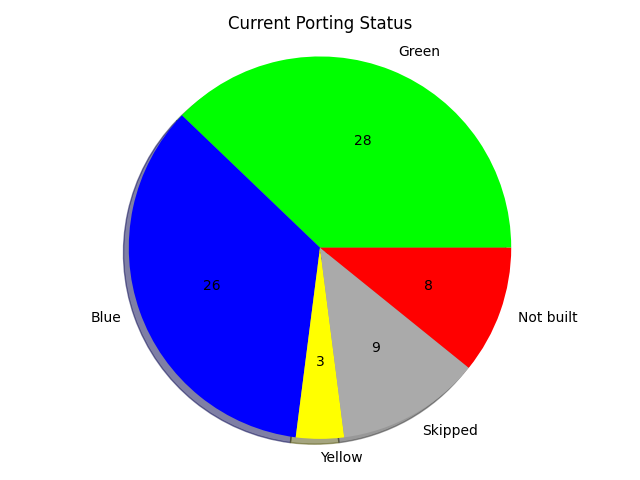 Current Porting Status
Green
28
Blue
26
8
Not built
3
9
Skipped
Yellow